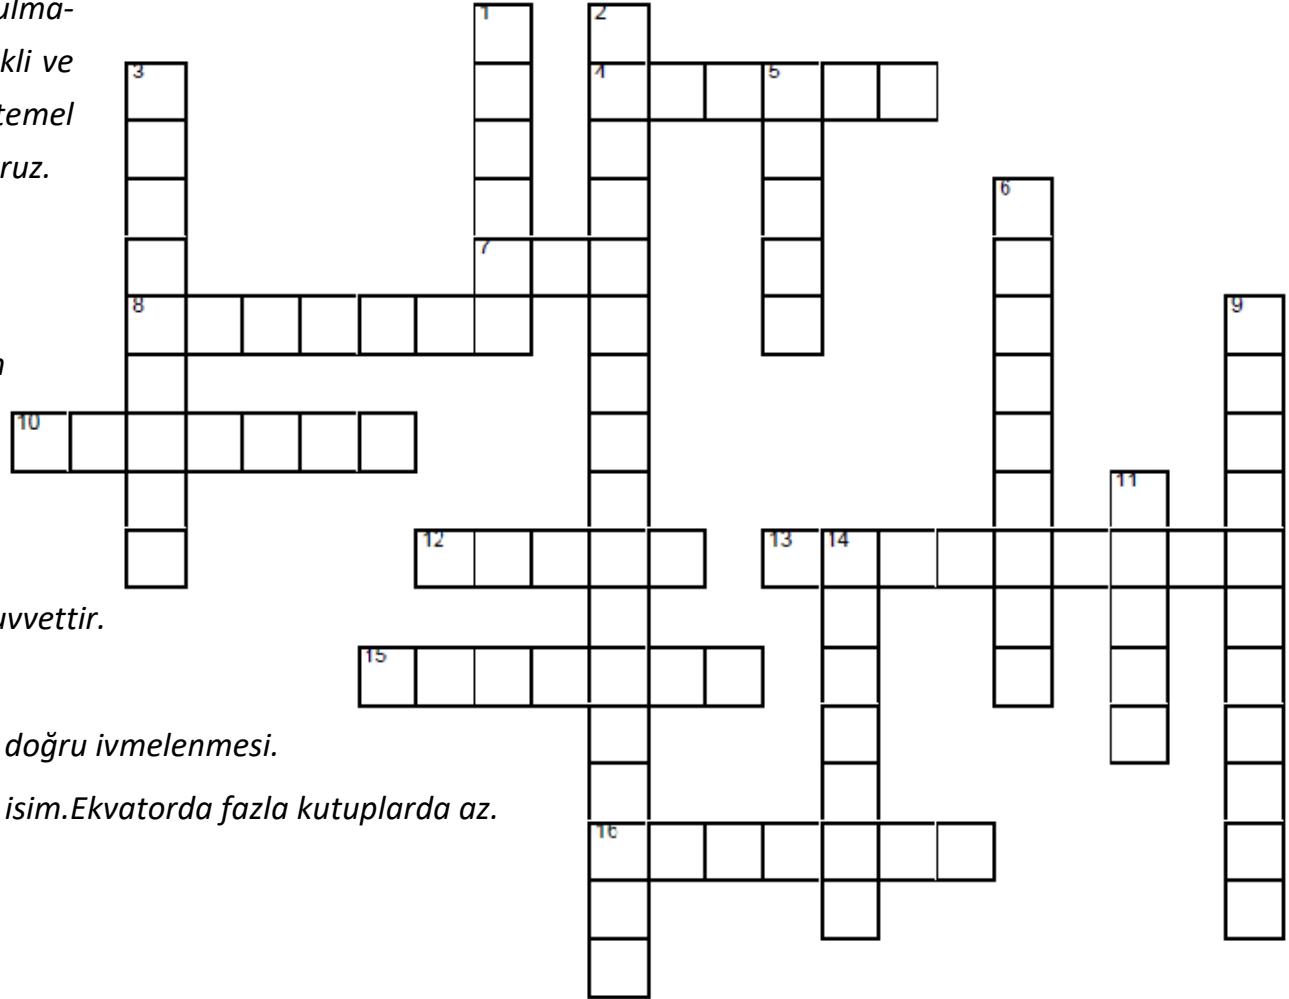 ulma-
kli ve
temel
ruz.
uvvettir.
doğru ivmelenmesi.
isim.Ekvatorda fazla kutuplarda az.
1
2
3
4
5
6
7
8
9
10
11
12
13
14
15
16